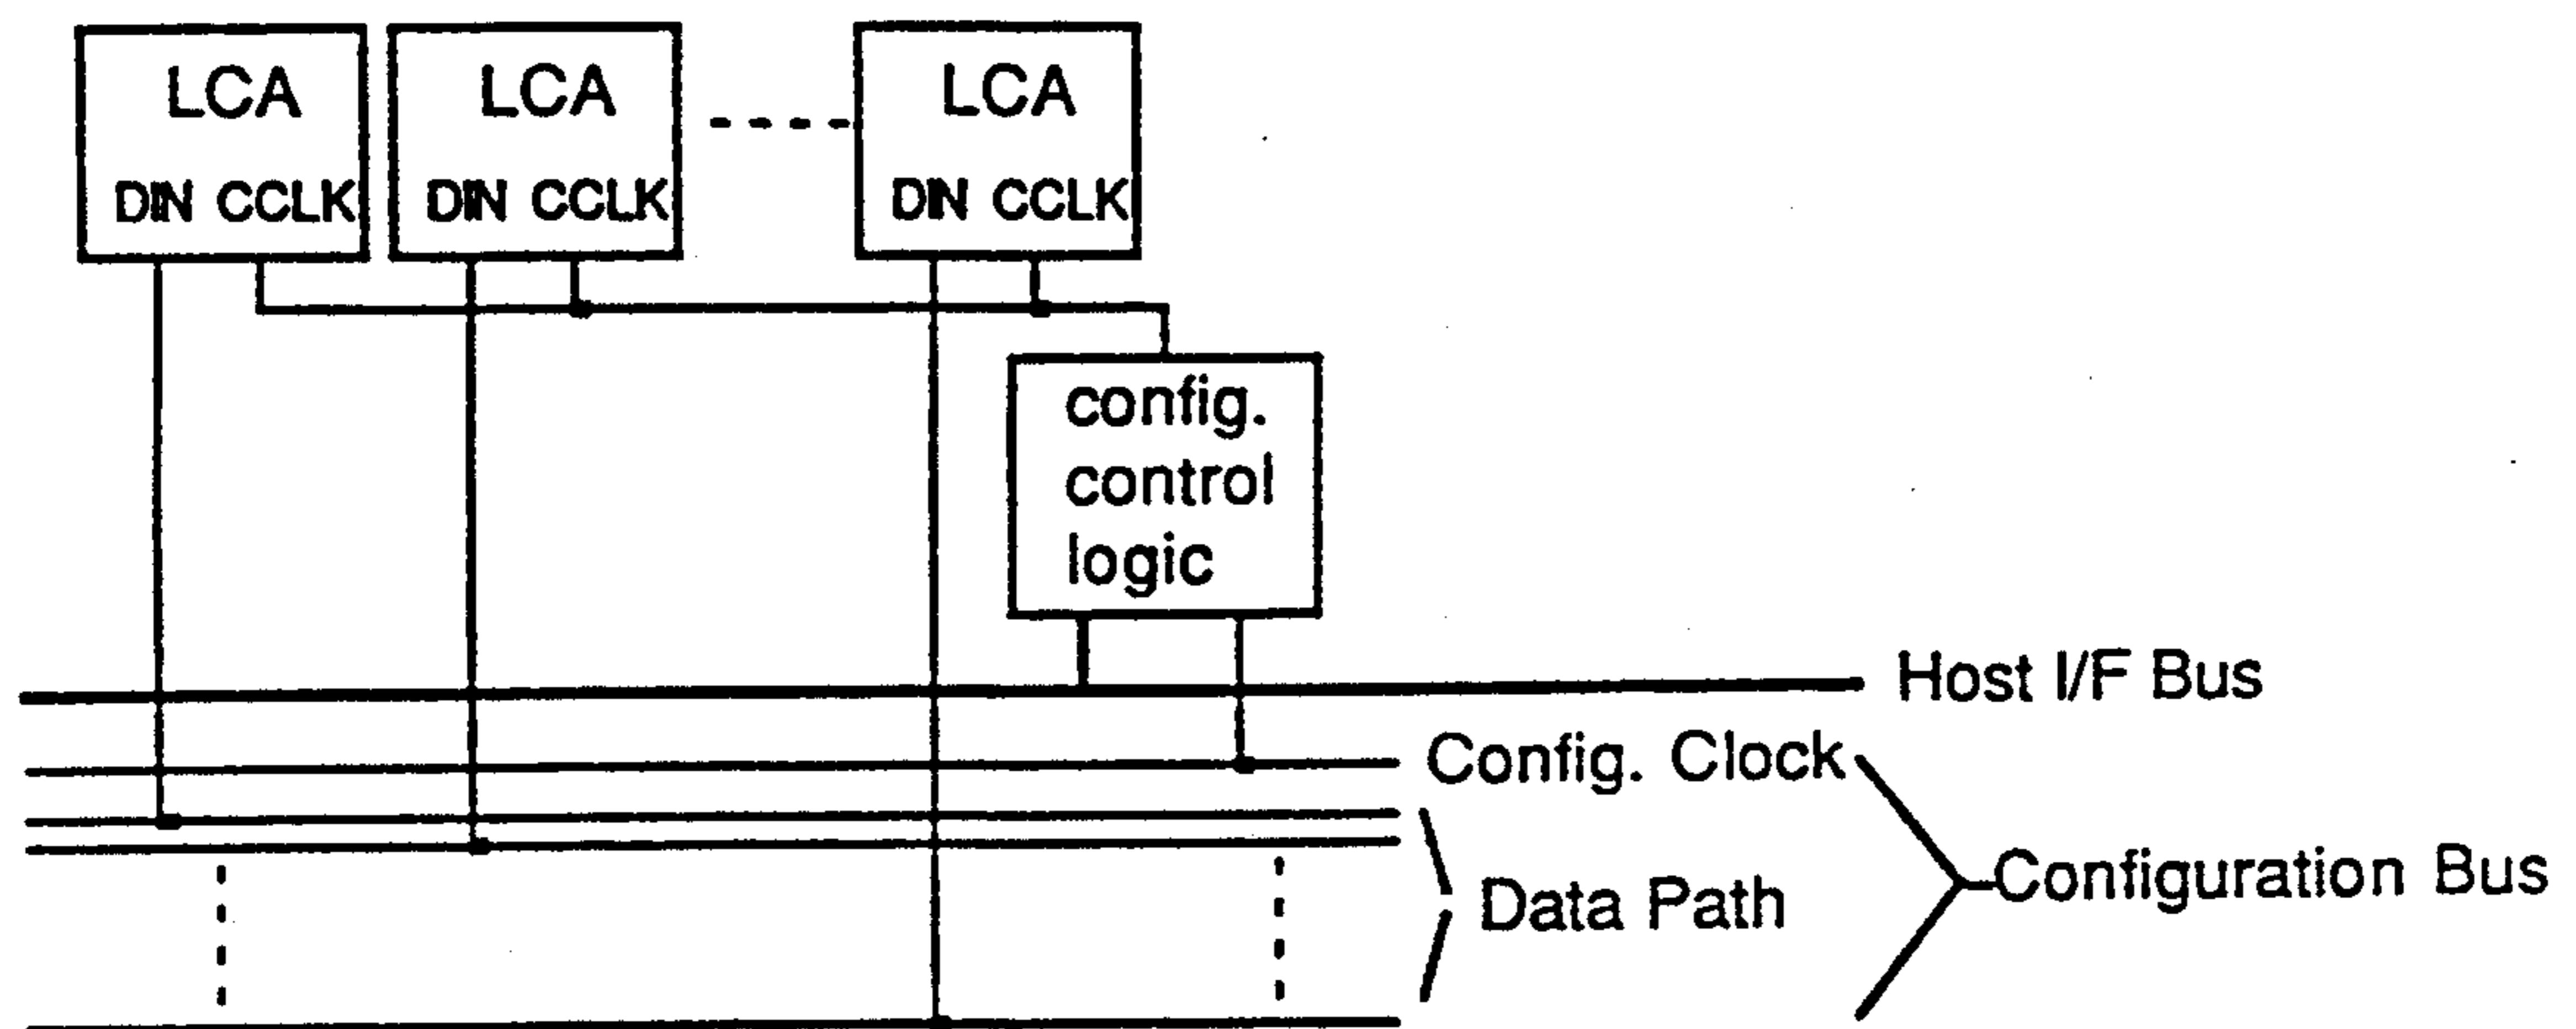 LCA
DIN CCLK
LCA
DIN CCLK
LCA
DIN CCLK
config.
control
logic
Host I/F Bus
Config. Clock
Data Path
Configuration Bus